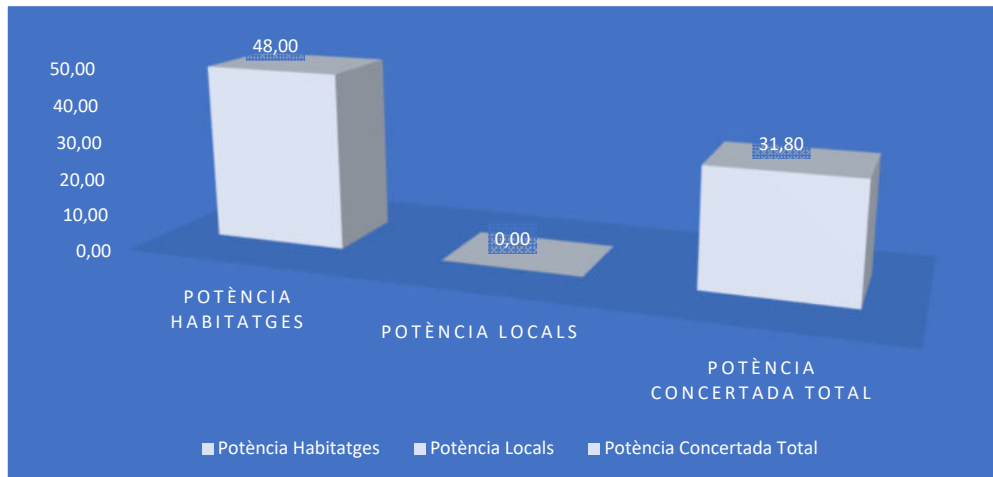 48,00
50,00
40,00
30,00
20,00
10,00
0,00
0,00
31,80
POTÈNCIA
HABITATGES
POTÈNCIA LOCALS
POTÈNCIA
CONCERTADA TOTAL
Potència Habitatges
Potència Locals
Potència Concertada Total